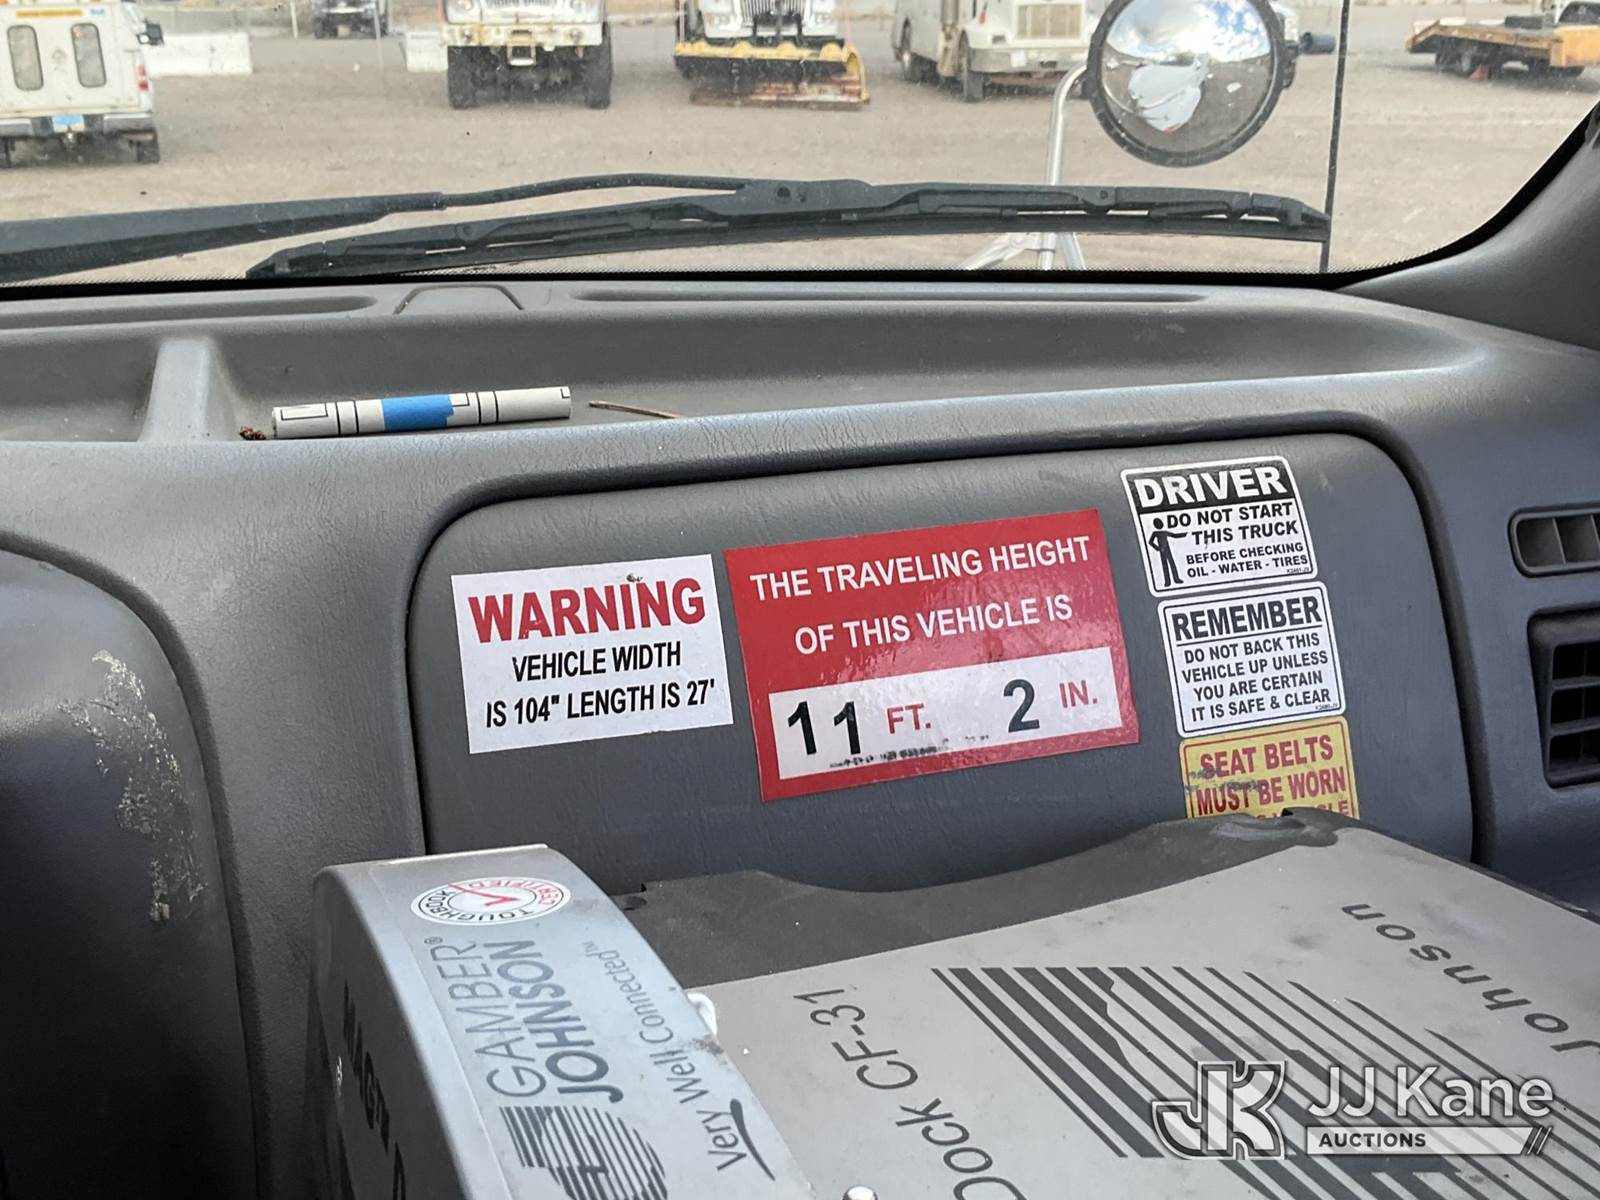 WARNING
VEHICLE WIDTH
IS 104" LENGTH IS 27'
THE TRAVELING HEIGHT
OF THIS VEHICLE IS
11 FT. 2 IN.
DRIVER
DO NOT START
THIS TRUCK
BEFORE CHECKING
OIL - WATER - TIRES
REMEMBER
DO NOT BACK THIS
VEHICLE UP UNLESS
YOU ARE CERTAIN
IT IS SAFE & CLEAR
SEAT BELTS
MUST BE WORN
TOUGHBOOK CERTIFIED
GAMBER®
JOHNSON
Very Well Connected™
Dock CF-31
Johnson
JK JJ Kane
AUCTIONS